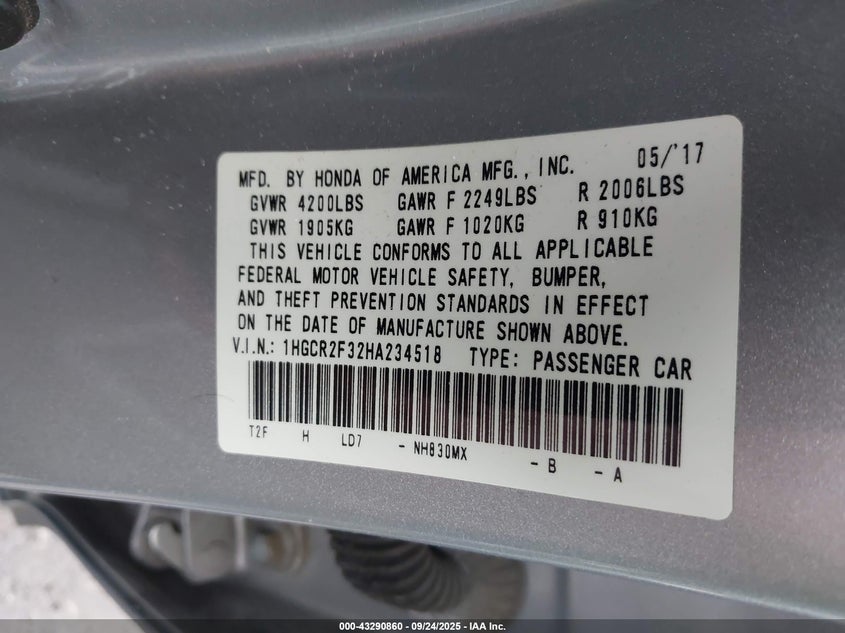 MFD. BY HONDA OF AMERICA MFG., INC. 05/'17
GVWR 4200LBS GAWR F 2249LBS R 2006LBS
GVWR 1905KG GAWR F 1020KG R 910KG
THIS VEHICLE CONFORMS TO ALL APPLICABLE
FEDERAL MOTOR VEHICLE SAFETY, BUMPER,
AND THEFT PREVENTION STANDARDS IN EFFECT
ON THE DATE OF MANUFACTURE SHOWN ABOVE.
V.I.N.: 1HGCR2F32HA234518 TYPE: PASSENGER CAR
T2F H LD7 - NH830MX - B - A
000-43290860 - 09/24/2025 - IAA Inc.